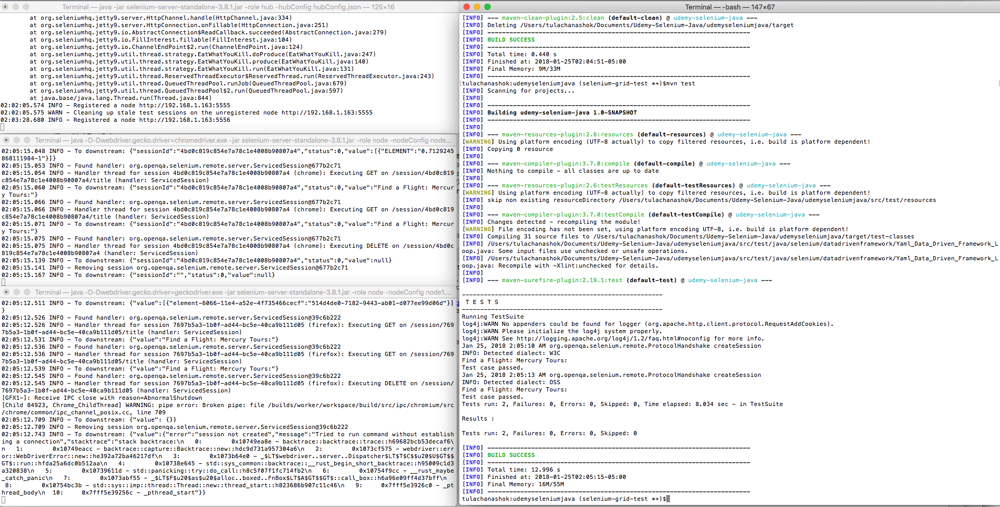 Terminal — java -jar selenium-server-standalone-3.8.1.jar -role hub -hubConfig hubConfig.json — 125×16
at org.seleniumhq.jetty9.server.HttpChannel.handle(HttpChannel.java:334)
at org.seleniumhq.jetty9.server.HttpConnection.onFillable(HttpConnection.java:251)
at org.seleniumhq.jetty9.io.AbstractConnection$ReadCallback.succeeded(AbstractConnection.java:279)
at org.seleniumhq.jetty9.io.FillInterest.fillable(FillInterest.java:104)
at org.seleniumhq.jetty9.io.ChannelEndPoint$2.run(ChannelEndPoint.java:124)
at org.seleniumhq.jetty9.util.thread.strategy.EatWhatYouKill.doProduce(EatWhatYouKill.java:247)
at org.seleniumhq.jetty9.util.thread.strategy.EatWhatYouKill.produce(EatWhatYouKill.java:140)
at org.seleniumhq.jetty9.util.thread.strategy.EatWhatYouKill.run(EatWhatYouKill.java:131)
at org.seleniumhq.jetty9.util.thread.ReservedThreadExecutor$ReservedThread.run(ReservedThreadExecutor.java:243)
at org.seleniumhq.jetty9.util.thread.QueuedThreadPool.runJob(QueuedThreadPool.java:679)
at org.seleniumhq.jetty9.util.thread.QueuedThreadPool$2.run(QueuedThreadPool.java:597)
at java.base/java.lang.Thread.run(Thread.java:844)
02:02:05.574 INFO - Registered a node http://192.168.1.163:5555
02:02:05.575 WARN - Cleaning up stale test sessions on the unregistered node http://192.168.1.163:5555
02:03:28.680 INFO - Registered a node http://192.168.1.163:5556
Terminal — java -D-Dwebdriver.gecko.driver=chromedriver.exe -jar selenium-server-standalone-3.8.1.jar -role node -nodeConfig node...
02:05:15.048 INFO - To downstream: {"sessionId":"4bd0c819c854e7a78c1e4008b90807a4","status":0,"value":[{"ELEMENT":"0.7129245
868111984-1"}]}
02:05:15.053 INFO - Found handler: org.openqa.selenium.remote.server.ServicedSession@677b2c71
02:05:15.054 INFO - Handler thread for session 4bd0c819c854e7a78c1e4008b90807a4 (chrome): Executing GET on /session/4bd0c819
c854e7a78c1e4008b90807a4/title (handler: ServicedSession)
02:05:15.060 INFO - To downstream: {"sessionId":"4bd0c819c854e7a78c1e4008b90807a4","status":0,"value":"Find a Flight: Mercur
y Tours:"}
02:05:15.066 INFO - Found handler: org.openqa.selenium.remote.server.ServicedSession@677b2c71
02:05:15.066 INFO - Handler thread for session 4bd0c819c854e7a78c1e4008b90807a4 (chrome): Executing GET on /session/4bd0c819
c854e7a78c1e4008b90807a4/title (handler: ServicedSession)
02:05:15.071 INFO - To downstream: {"sessionId":"4bd0c819c854e7a78c1e4008b90807a4","status":0,"value":"Find a Flight: Mercur
y Tours:"}
02:05:15.075 INFO - Found handler: org.openqa.selenium.remote.server.ServicedSession@677b2c71
02:05:15.075 INFO - Handler thread for session 4bd0c819c854e7a78c1e4008b90807a4 (chrome): Executing DELETE on /session/4bd0c
819c854e7a78c1e4008b90807a4 (handler: ServicedSession)
02:05:15.139 INFO - To downstream: {"sessionId":"4bd0c819c854e7a78c1e4008b90807a4","status":0,"value":null}
02:05:15.141 INFO - Removing session org.openqa.selenium.remote.server.ServicedSession@677b2c71
02:05:15.167 INFO - To downstream: {"sessionId":"","status":0,"value":null}
Terminal — java -D-Dwebdriver.gecko.driver=geckodriver.exe -jar selenium-server-standalone-3.8.1.jar -role node -nodeConfig node1....
02:05:12.511 INFO - To downstream: {"value":[{"element-6066-11e4-a52e-4f735466cecf":"514d4de0-7182-9443-ab01-d077ee99d06d"}]
}
02:05:12.526 INFO - Found handler: org.openqa.selenium.remote.server.ServicedSession@39c6b222
02:05:12.526 INFO - Handler thread for session 7697b5a3-1b0f-ad44-bc5e-40ca9b111d05 (firefox): Executing GET on /session/769
7b5a3-1b0f-ad44-bc5e-40ca9b111d05/title (handler: ServicedSession)
02:05:12.531 INFO - To downstream: {"value":"Find a Flight: Mercury Tours:"}
02:05:12.536 INFO - Found handler: org.openqa.selenium.remote.server.ServicedSession@39c6b222
02:05:12.536 INFO - Handler thread for session 7697b5a3-1b0f-ad44-bc5e-40ca9b111d05 (firefox): Executing GET on /session/769
7b5a3-1b0f-ad44-bc5e-40ca9b111d05/title (handler: ServicedSession)
02:05:12.539 INFO - To downstream: {"value":"Find a Flight: Mercury Tours:"}
02:05:12.545 INFO - Found handler: org.openqa.selenium.remote.server.ServicedSession@39c6b222
02:05:12.545 INFO - Handler thread for session 7697b5a3-1b0f-ad44-bc5e-40ca9b111d05 (firefox): Executing DELETE on /session/
7697b5a3-1b0f-ad44-bc5e-40ca9b111d05 (handler: ServicedSession)
[GFX1-]: Receive IPC close with reason=AbnormalShutdown
[Child 84923, Chrome_ChildThread] WARNING: pipe error: Broken pipe: file /builds/worker/workspace/build/src/ipc/chromium/src
/chrome/common/ipc_channel_posix.cc, line 709
02:05:12.709 INFO - To downstream: {"value": {}}
02:05:12.709 INFO - Removing session org.openqa.selenium.remote.server.ServicedSession@39c6b222
02:05:12.743 INFO - To downstream: {"value":{"error":"session not created","message":"Tried to run command without establish
ing a connection","stacktrace":"stack backtrace:\n   0:        0x10749ea8e - backtrace::backtrace::trace::h69682bcb53decaf6\
n   1:        0x10749eacc - backtrace::capture::Backtrace::new::hdc9d731a957304a6\n   2:        0x1073cf575 - webdriver::err
or::WebDriverError::new::he392a72ba46217df\n   3:        0x1073b64e0 - _$LT$webdriver..server..Dispatcher$LT$T$C$$u20$U$GT$$
GT$::run::hfda25a6dc0b512aa\n   4:        0x10738e645 - std::sys_common::backtrace::__rust_begin_short_backtrace::h95009c1d3
a320838\n   5:        0x10739611d - std::panicking::try::do_call::h8c5f07f1fc714fb2\n   6:        0x10754f9cc - __rust_maybe
_catch_panic\n   7:        0x1073abf55 - _$LT$F$u20$as$u20$alloc..boxed..FnBox$LT$A$GT$$GT$::call_box::h6a96e09ff4d37bff\n
8:        0x10754bc3b - std::sys::imp::thread::Thread::new::thread_start::h823686b907c11c46\n   9:     0x7fff5e3926c0 - _pt
hread_body\n  10:     0x7fff5e39256c - _pthread_start"}}
Terminal — -bash — 147×67
[INFO] --- maven-clean-plugin:2.5:clean (default-clean) @ udemy-selenium-java ---
[INFO] Deleting /Users/tulachanashok/Documents/Udemy-Selenium-Java/udemyseleniumjava/target
[INFO] ------------------------------------------------------------------------
[INFO] BUILD SUCCESS
[INFO] ------------------------------------------------------------------------
[INFO] Total time: 0.440 s
[INFO] Finished at: 2018-01-25T02:04:51-05:00
[INFO] Final Memory: 9M/33M
[INFO] ------------------------------------------------------------------------
tulachanashok:udemyseleniumjava (selenium-grid-test *+)$mvn test
[INFO] Scanning for projects...
[INFO]
[INFO] ------------------------------------------------------------------------
[INFO] Building udemy-selenium-java 1.0-SNAPSHOT
[INFO] ------------------------------------------------------------------------
[INFO]
[INFO] --- maven-resources-plugin:2.6:resources (default-resources) @ udemy-selenium-java ---
[WARNING] Using platform encoding (UTF-8 actually) to copy filtered resources, i.e. build is platform dependent!
[INFO] Copying 0 resource
[INFO]
[INFO] --- maven-compiler-plugin:3.7.0:compile (default-compile) @ udemy-selenium-java ---
[INFO] Nothing to compile - all classes are up to date
[INFO]
[INFO] --- maven-resources-plugin:2.6:testResources (default-testResources) @ udemy-selenium-java ---
[WARNING] Using platform encoding (UTF-8 actually) to copy filtered resources, i.e. build is platform dependent!
[INFO] skip non existing resourceDirectory /Users/tulachanashok/Documents/Udemy-Selenium-Java/udemyseleniumjava/src/test/resources
[INFO]
[INFO] --- maven-compiler-plugin:3.7.0:testCompile (default-testCompile) @ udemy-selenium-java ---
[INFO] Changes detected - recompiling the module!
[WARNING] File encoding has not been set, using platform encoding UTF-8, i.e. build is platform dependent!
[INFO] Compiling 31 source files to /Users/tulachanashok/Documents/Udemy-Selenium-Java/udemyseleniumjava/target/test-classes
[INFO] /Users/tulachanashok/Documents/Udemy-Selenium-Java/udemyseleniumjava/src/test/java/selenium/datadrivenframework/Yaml_Data_Driven_Framework_L
oop.java: Some input files use unchecked or unsafe operations.
[INFO] /Users/tulachanashok/Documents/Udemy-Selenium-Java/udemyseleniumjava/src/test/java/selenium/datadrivenframework/Yaml_Data_Driven_Framework_L
oop.java: Recompile with -Xlint:unchecked for details.
[INFO]
[INFO] --- maven-surefire-plugin:2.19.1:test (default-test) @ udemy-selenium-java ---
-------------------------------------------------------
T E S T S
-------------------------------------------------------
Running TestSuite
log4j:WARN No appenders could be found for logger (org.apache.http.client.protocol.RequestAddCookies).
log4j:WARN Please initialize the log4j system properly.
log4j:WARN See http://logging.apache.org/log4j/1.2/faq.html#noconfig for more info.
Jan 25, 2018 2:05:10 AM org.openqa.selenium.remote.ProtocolHandshake createSession
INFO: Detected dialect: W3C
Find a Flight: Mercury Tours:
Test case passed.
Jan 25, 2018 2:05:13 AM org.openqa.selenium.remote.ProtocolHandshake createSession
INFO: Detected dialect: OSS
Find a Flight: Mercury Tours:
Test case passed.
Tests run: 2, Failures: 0, Errors: 0, Skipped: 0, Time elapsed: 8.034 sec - in TestSuite
Results :
Tests run: 2, Failures: 0, Errors: 0, Skipped: 0
[INFO] ------------------------------------------------------------------------
[INFO] BUILD SUCCESS
[INFO] ------------------------------------------------------------------------
[INFO] Total time: 12.996 s
[INFO] Finished at: 2018-01-25T02:05:15-05:00
[INFO] Final Memory: 16M/55M
[INFO] ------------------------------------------------------------------------
tulachanashok:udemyseleniumjava (selenium-grid-test *+)$